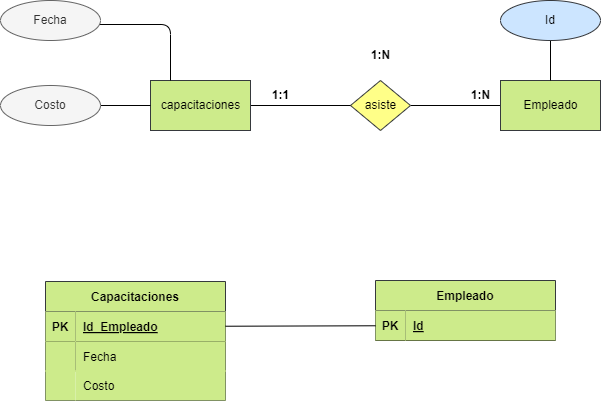 Fecha
Id
1:N
Costo
capacitaciones
1:1
asiste
1:N
Empleado
Capacitaciones
PK Id_Empleado
Fecha
Costo
Empleado
PK Id